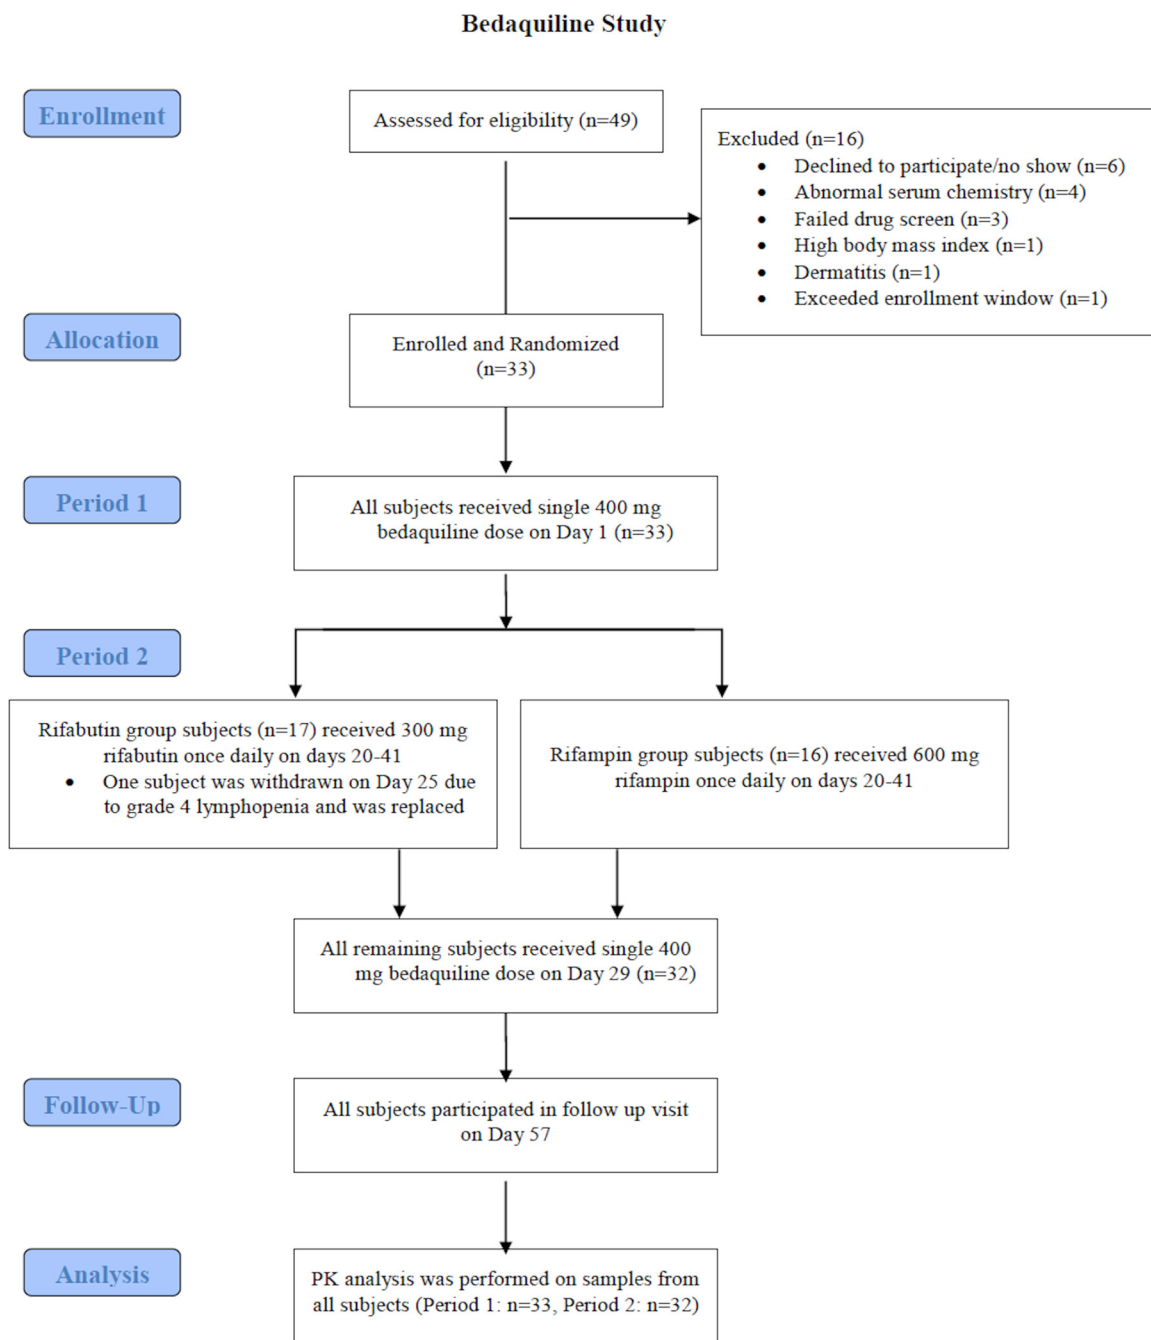 Bedaquiline Study
Enrollment
Assessed for eligibility (n=49)
Excluded (n=16)
• Declined to participate/no show (n=6)
• Abnormal serum chemistry (n=4)
• Failed drug screen (n=3)
• High body mass index (n=1)
• Dermatitis (n=1)
• Exceeded enrollment window (n=1)
Allocation
Enrolled and Randomized
(n=33)
Period 1
All subjects received single 400 mg
bedaquiline dose on Day 1 (n=33)
Period 2
Rifabutin group subjects (n=17) received 300 mg
rifabutin once daily on days 20-41
• One subject was withdrawn on Day 25 due
to grade 4 lymphopenia and was replaced
Rifampin group subjects (n=16) received 600 mg
rifampin once daily on days 20-41
All remaining subjects received single 400
mg bedaquiline dose on Day 29 (n=32)
Follow-Up
All subjects participated in follow up visit
on Day 57
Analysis
PK analysis was performed on samples from
all subjects (Period 1: n=33, Period 2: n=32)